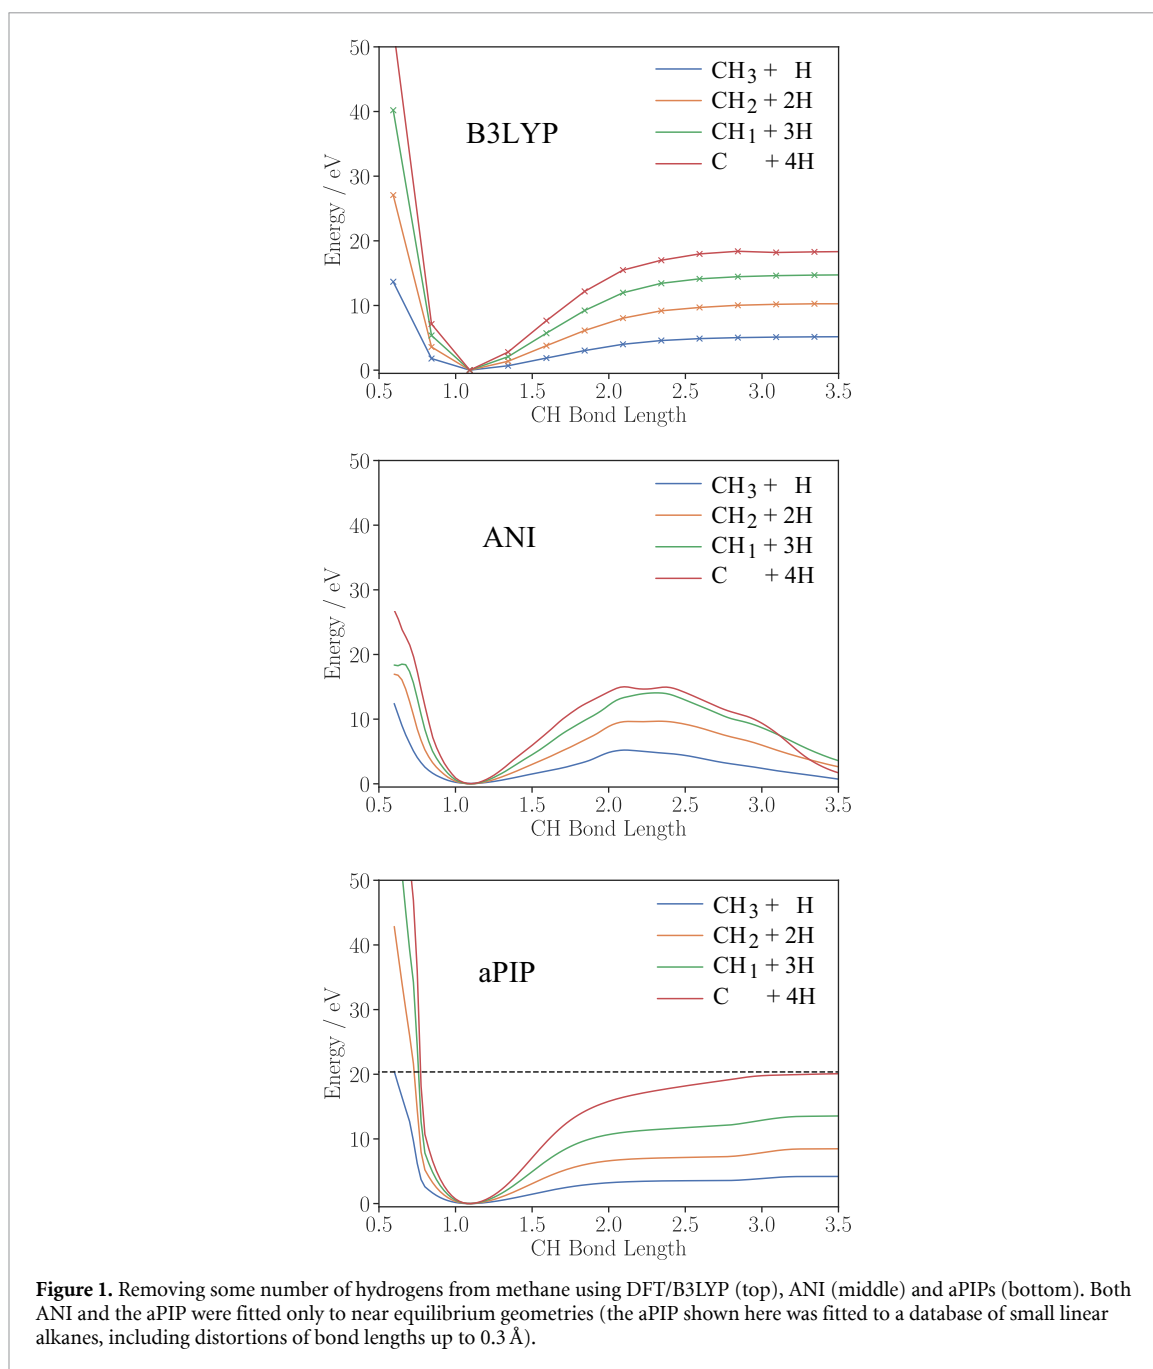 50
40
30
20
10
0
Energy / eV
B3LYP
CH3 + H
CH2 + 2H
CH1 + 3H
C + 4H
0.5 1.0 1.5 2.0 2.5 3.0 3.5
CH Bond Length
50
40
30
20
10
0
Energy / eV
ANI
CH3 + H
CH2 + 2H
CH1 + 3H
C + 4H
0.5 1.0 1.5 2.0 2.5 3.0 3.5
CH Bond Length
50
40
30
20
10
0
Energy / eV
aPIP
CH3 + H
CH2 + 2H
CH1 + 3H
C + 4H
0.5 1.0 1.5 2.0 2.5 3.0 3.5
CH Bond Length
Figure 1. Removing some number of hydrogens from methane using DFT/B3LYP (top), ANI (middle) and aPIPs (bottom). Both
ANI and the aPIP were fitted only to near equilibrium geometries (the aPIP shown here was fitted to a database of small linear
alkanes, including distortions of bond lengths up to 0.3 Å).